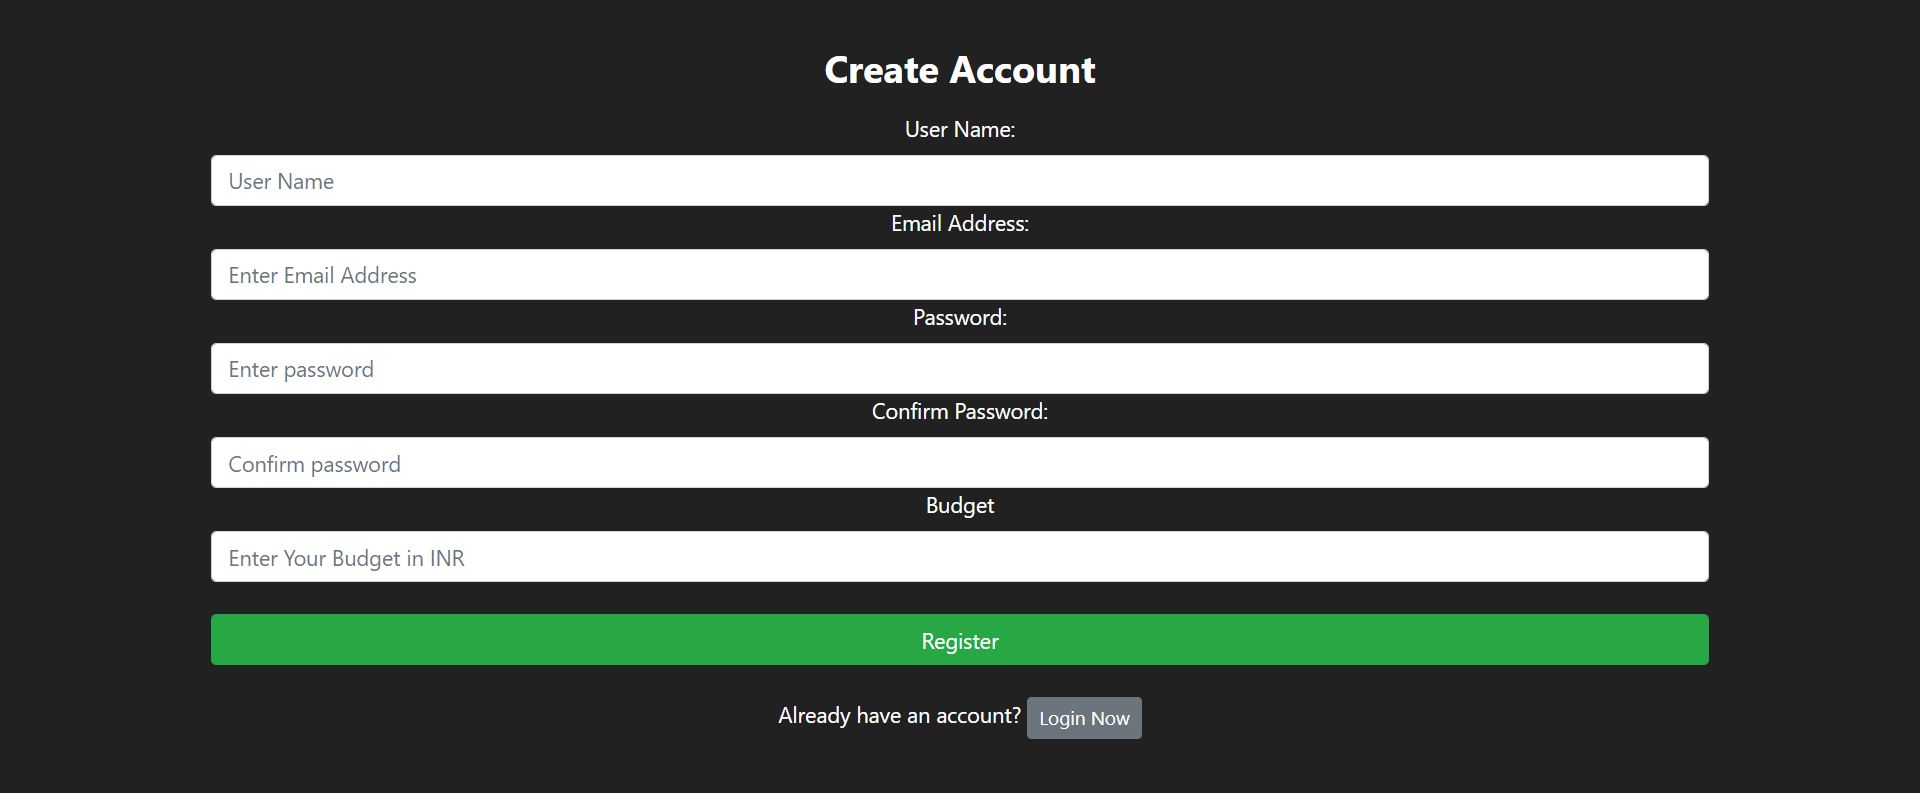 Create Account
User Name:
User Name
Email Address:
Enter Email Address
Password:
Enter password
Confirm Password:
Confirm password
Budget
Enter Your Budget in INR
Register
Already have an account? Login Now